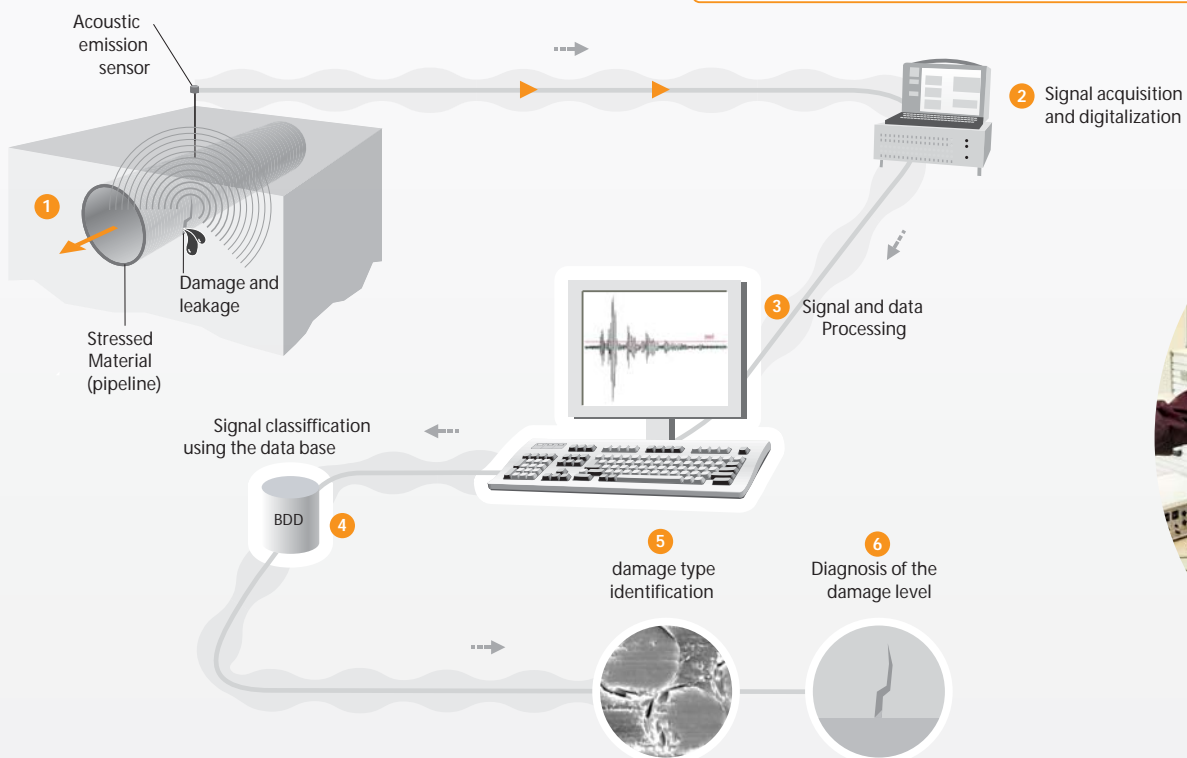 Acoustic
emission
sensor
1
Damage and
leakage
Stressed
Material
(pipeline)
2
Signal acquisition
and digitalization
3
Signal and data
Processing
Signal classiffication
using the data base
BDD
4
5
damage type
identification
6
Diagnosis of the
damage level